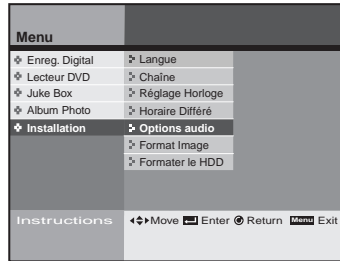 Menu
Enreg. Digital
Lecteur DVD
Juke Box
Album Photo
Installation
Langue
Chaîne
Réglage Horloge
Horaire Différé
Options audio
Format Image
Formater le HDD
Instructions
Move Enter Return Menu Exit